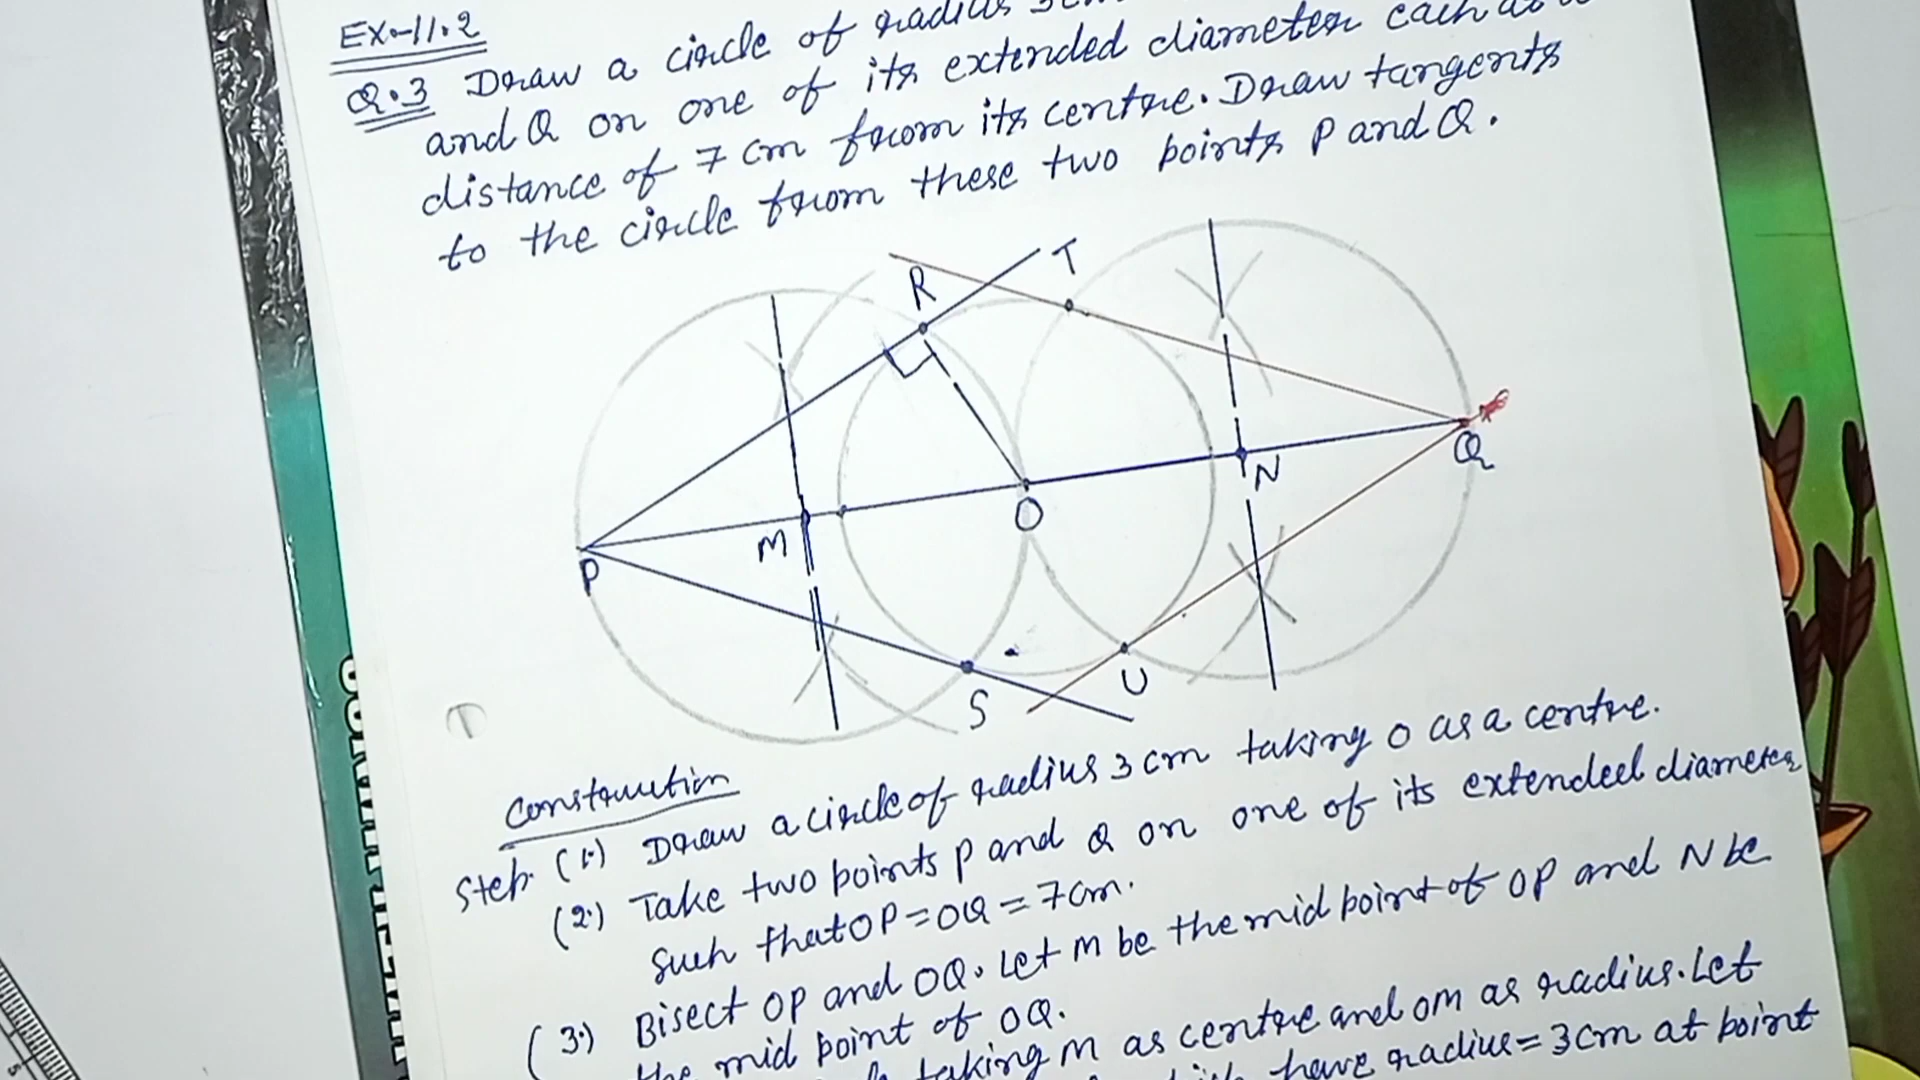 EX.-11.2
Q.3 Draw a circle of radius 3cm
and Q on one of its extended diameter each at a
distance of 7 cm from its centre. Draw tangents
to the circle from these two points P and Q.
R
T
P
M
O
N
Q
S
U
construction
Step. (1.) Draw a circle of radius 3 cm taking O as a centre.
(2.) Take two points P and Q on one of its extended diameter
such that OP = OQ = 7cm.
(3.) Bisect OP and OQ. Let M be the mid point of OP and N be
the mid point of OQ.
taking M as centre and OM as radius. Let
have radius = 3cm at point